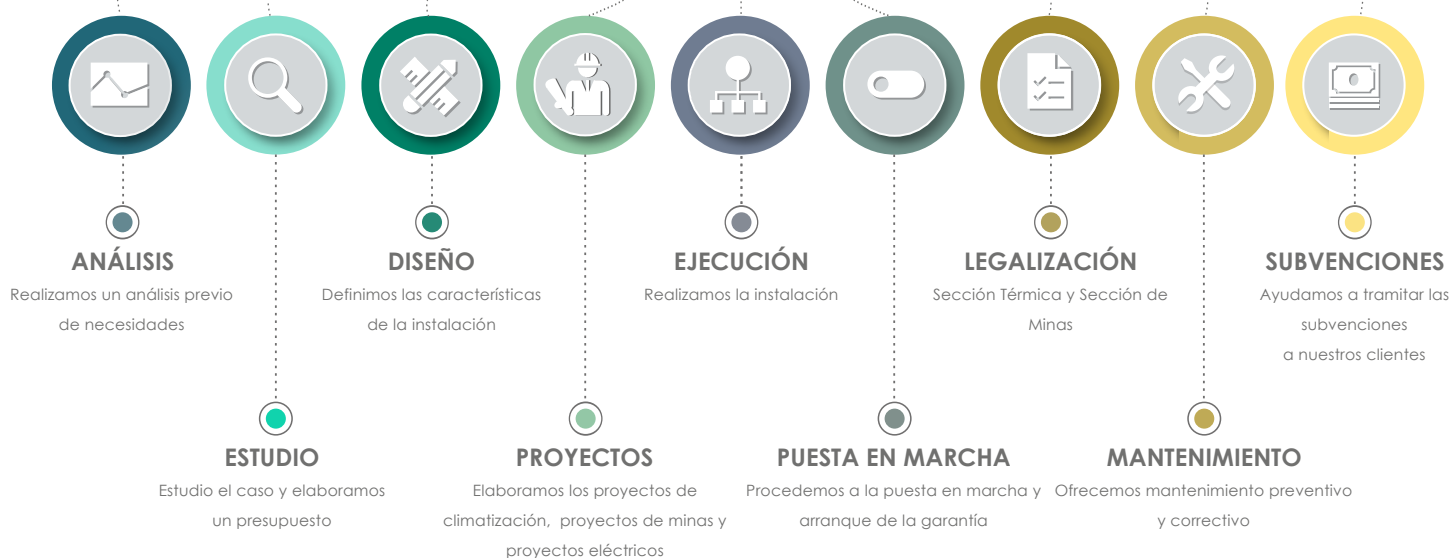 ANÁLISIS
Realizamos un análisis previo
de necesidades
DISEÑO
Definimos las características
de la instalación
EJECUCIÓN
Realizamos la instalación
LEGALIZACIÓN
Sección Térmica y Sección de
Minas
SUBVENCIONES
Ayudamos a tramitar las
subvenciones
a nuestros clientes
ESTUDIO
Estudio el caso y elaboramos
un presupuesto
PROYECTOS
Elaboramos los proyectos de
climatización, proyectos de minas y
proyectos eléctricos
PUESTA EN MARCHA
Procedemos a la puesta en marcha y
arranque de la garantía
MANTENIMIENTO
Ofrecemos mantenimiento preventivo
y correctivo